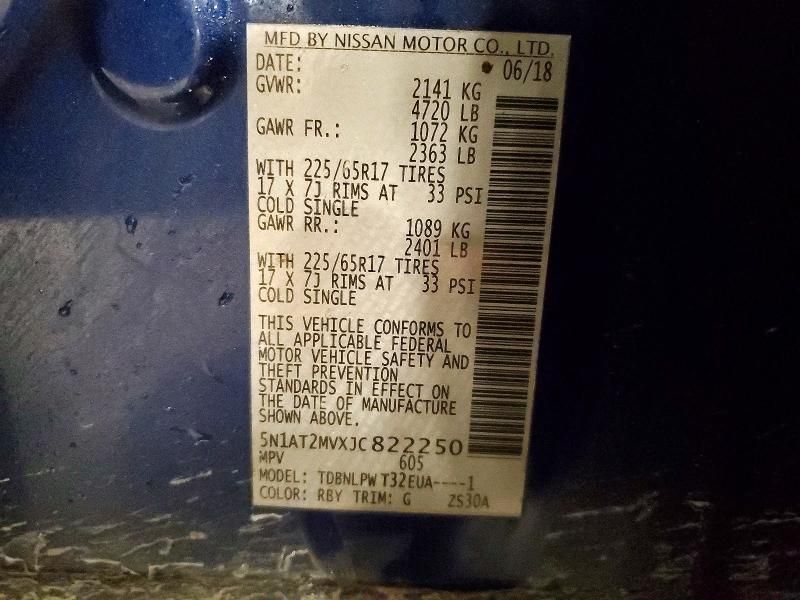 MFD BY NISSAN MOTOR CO., LTD.
DATE: 06/18
GVWR: 2141 KG
4720 LB
GAWR FR.: 1072 KG
2363 LB
WITH 225/65R17 TIRES
17 X 7J RIMS AT 33 PSI
COLD SINGLE
GAWR RR.: 1089 KG
2401 LB
WITH 225/65R17 TIRES
17 X 7J RIMS AT 33 PSI
COLD SINGLE
THIS VEHICLE CONFORMS TO
ALL APPLICABLE FEDERAL
MOTOR VEHICLE SAFETY AND
THEFT PREVENTION
STANDARDS IN EFFECT ON
THE DATE OF MANUFACTURE
SHOWN ABOVE.
5N1AT2MVXJC822250
MPV 605
MODEL: TDBNLPW T32EUA----1
COLOR: RBY TRIM: G 2S30A